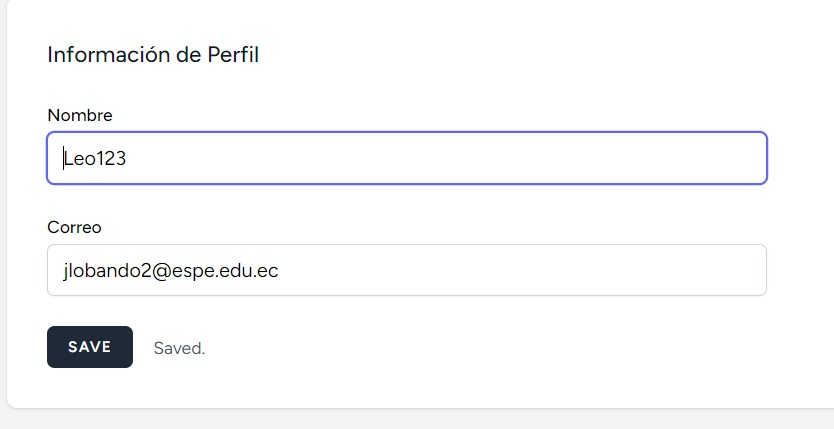 Información de Perfil
Nombre
Leo123
Correo
jlobando2@espe.edu.ec
SAVE Saved.